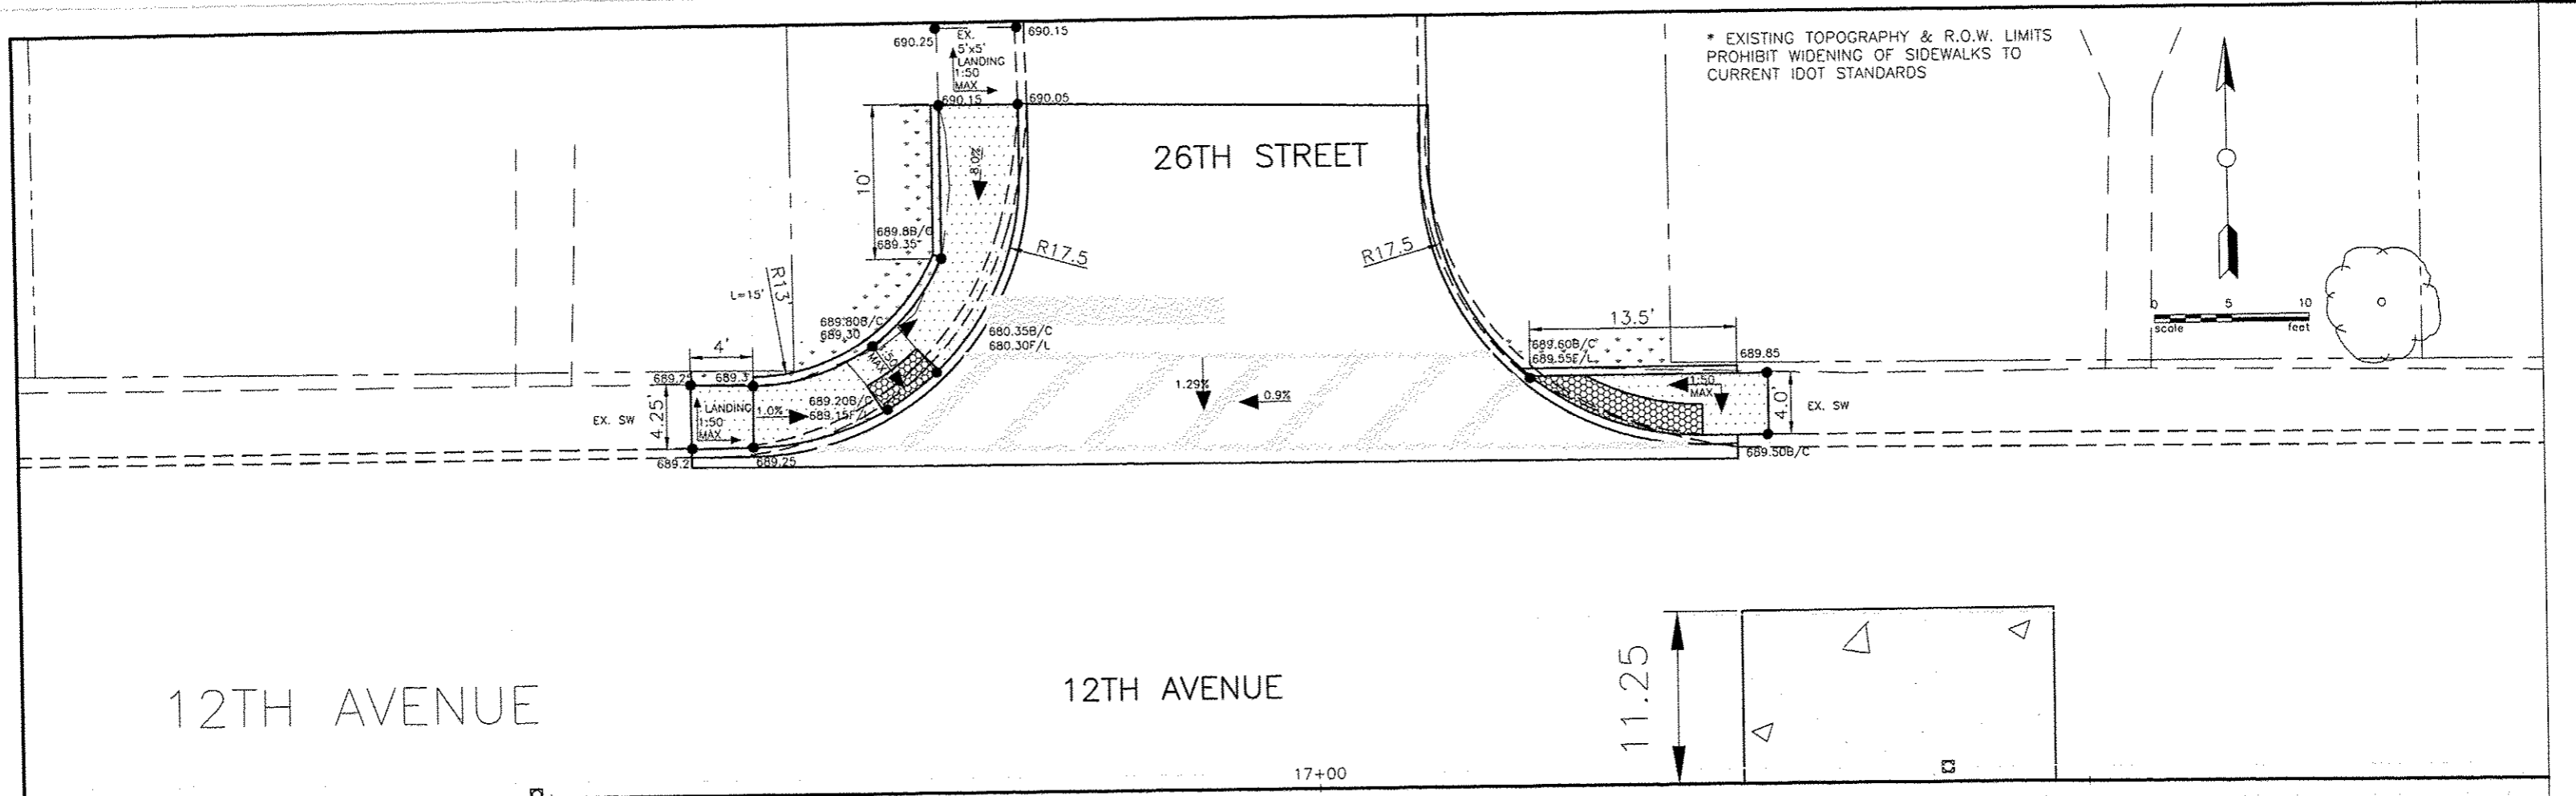 690.25
EX.
5'x5'
LANDING
1:50
MAX
690.15
690.15
690.05
* EXISTING TOPOGRAPHY & R.O.W. LIMITS
PROHIBIT WIDENING OF SIDEWALKS TO
CURRENT IDOT STANDARDS
26TH STREET
10'
8.0%
689.8B/C
689.35
R17.5
R17.5
R13'
L=15'
689.80B/C
689.30
1:50
MAX
680.35B/C
680.30F/L
4'
689.2
689.3
4.25'
EX. SW
LANDING
1:50
MAX
1.0%
689.20B/C
689.15F/L
689.2
689.25
1.29%
0.9%
13.5'
689.60B/C
689.55F/L
689.85
1:50
MAX
4.0'
EX. SW
689.50B/C
0 5 10
scale feet
12TH AVENUE
12TH AVENUE
11.25
17+00